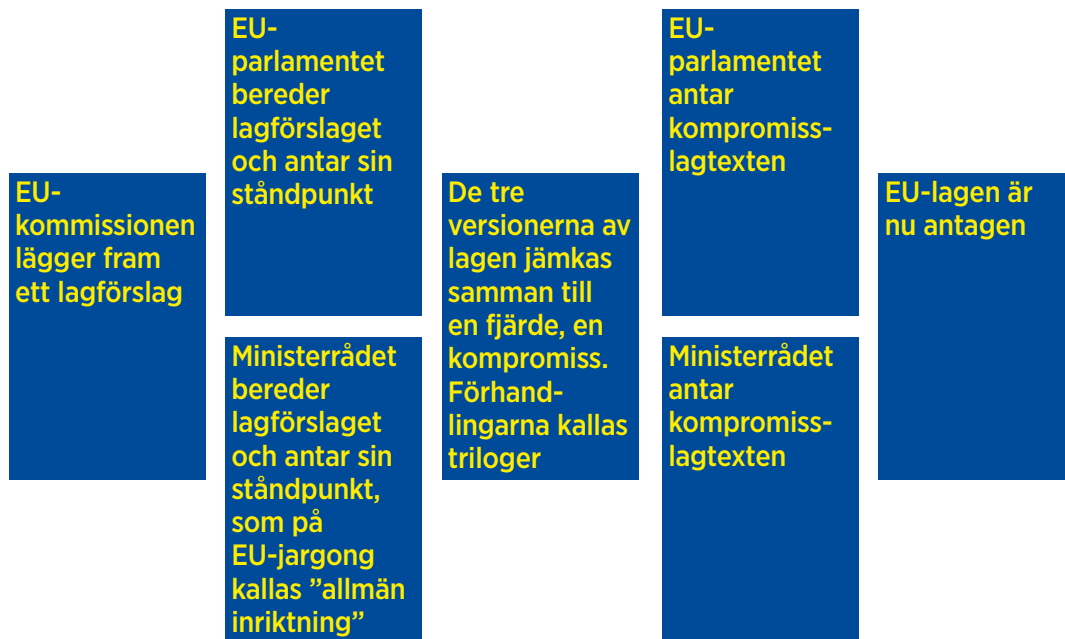 EU-
kommissionen
lägger fram
ett lagförslag
EU-
parlamentet
bereder
lagförslaget
och antar sin
ståndpunkt
Ministerrådet
bereder
lagförslaget
och antar sin
ståndpunkt,
som på
EU-jargong
kallas ”allmän
inriktning”
De tre
versionerna av
lagen jämkas
samman till
en fjärde, en
kompromiss.
Förhand-
lingarna kallas
triloger
EU-
parlamentet
antar
kompromiss-
lagtexten
Ministerrådet
antar
kompromiss-
lagtexten
EU-lagen är
nu antagen